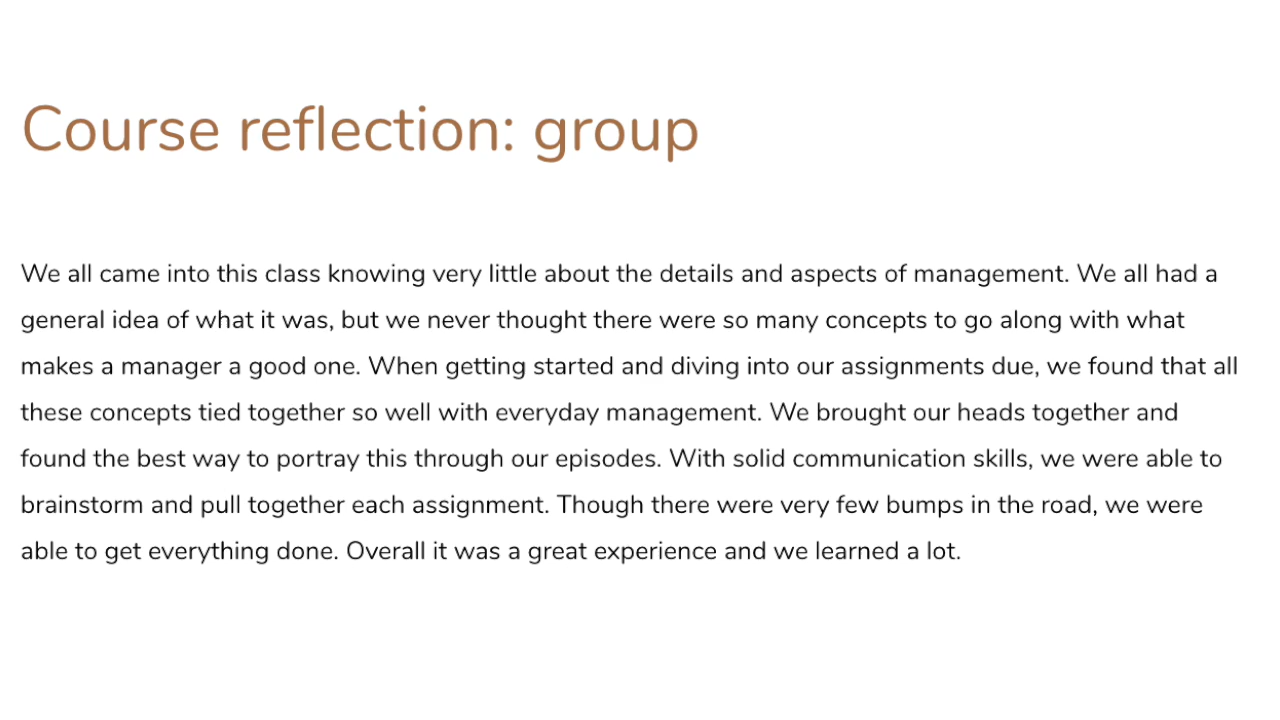 Course reflection: group
We all came into this class knowing very little about the details and aspects of management. We all had a
general idea of what it was, but we never thought there were so many concepts to go along with what
makes a manager a good one. When getting started and diving into our assignments due, we found that all
these concepts tied together so well with everyday management. We brought our heads together and
found the best way to portray this through our episodes. With solid communication skills, we were able to
brainstorm and pull together each assignment. Though there were very few bumps in the road, we were
able to get everything done. Overall it was a great experience and we learned a lot.